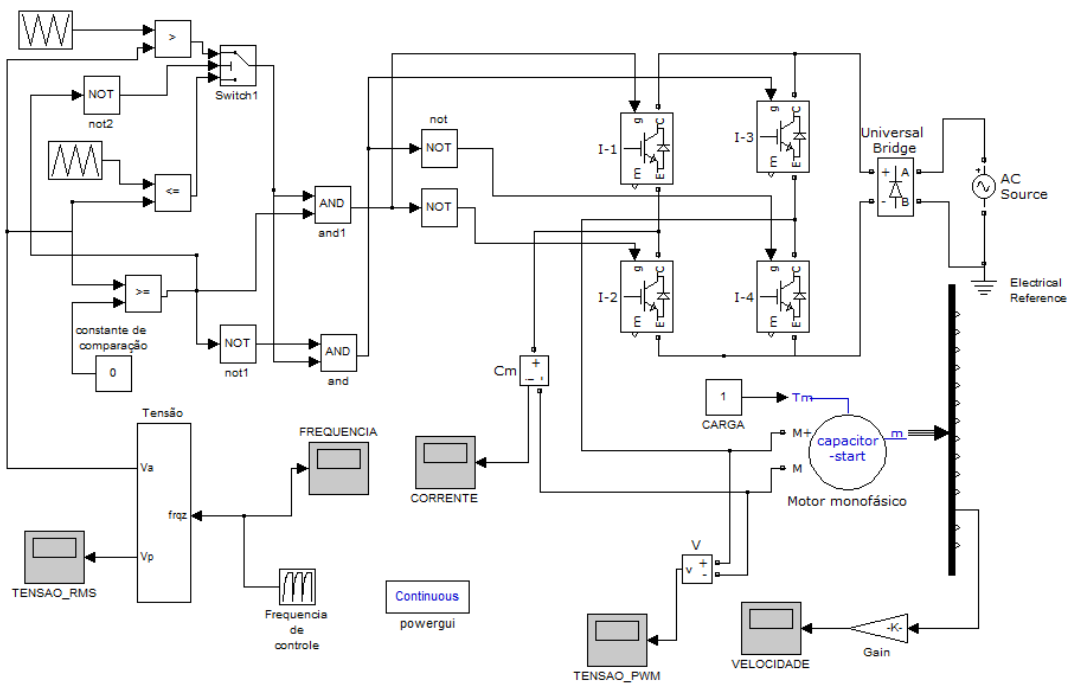 >
Switch1
NOT
not2
<=
>=
constante de
comparação
0
NOT
not1
AND
and1
AND
and
not
NOT
NOT
I-1
g
C
E
E
I-3
g
C
E
E
I-2
g
C
E
E
I-4
g
C
E
E
Universal
Bridge
+
A
-
B
+
AC
Source
Electrical
Reference
Cm
+
i
-
1
CARGA
Tm
M+
M
m
capacitor
-start
Motor monofásico
Tensão
Va
frqz
Vp
FREQUENCIA
CORRENTE
TENSAO_RMS
Frequencia
de
controle
Continuous
powergui
V
v
+
-
TENSAO_PWM
VELOCIDADE
-K-
Gain